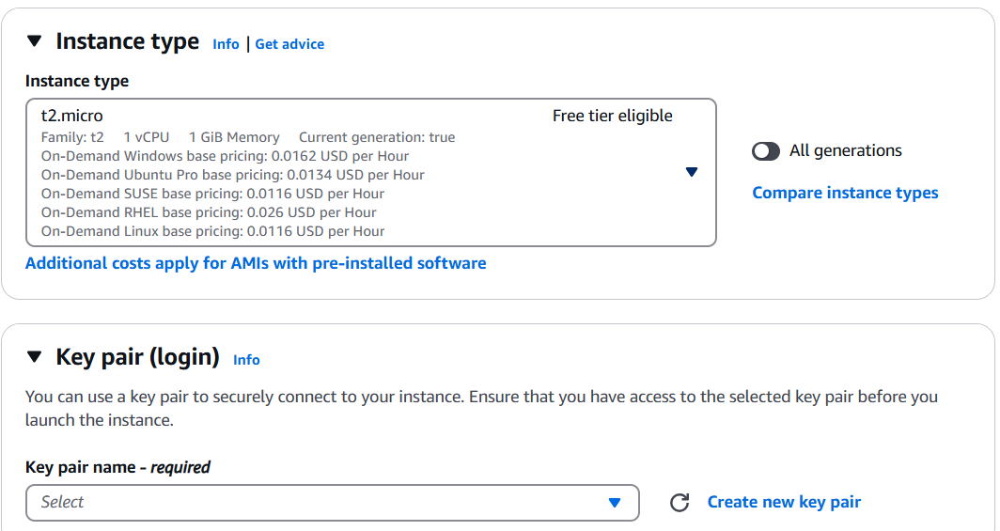 Instance type Info | Get advice
Instance type
t2.micro Free tier eligible
Family: t2 1 vCPU 1 GiB Memory Current generation: true
On-Demand Windows base pricing: 0.0162 USD per Hour
On-Demand Ubuntu Pro base pricing: 0.0134 USD per Hour
On-Demand SUSE base pricing: 0.0116 USD per Hour
On-Demand RHEL base pricing: 0.026 USD per Hour
On-Demand Linux base pricing: 0.0116 USD per Hour
All generations
Compare instance types
Additional costs apply for AMIs with pre-installed software
Key pair (login) Info
You can use a key pair to securely connect to your instance. Ensure that you have access to the selected key pair before you
launch the instance.
Key pair name - required
Select
Create new key pair